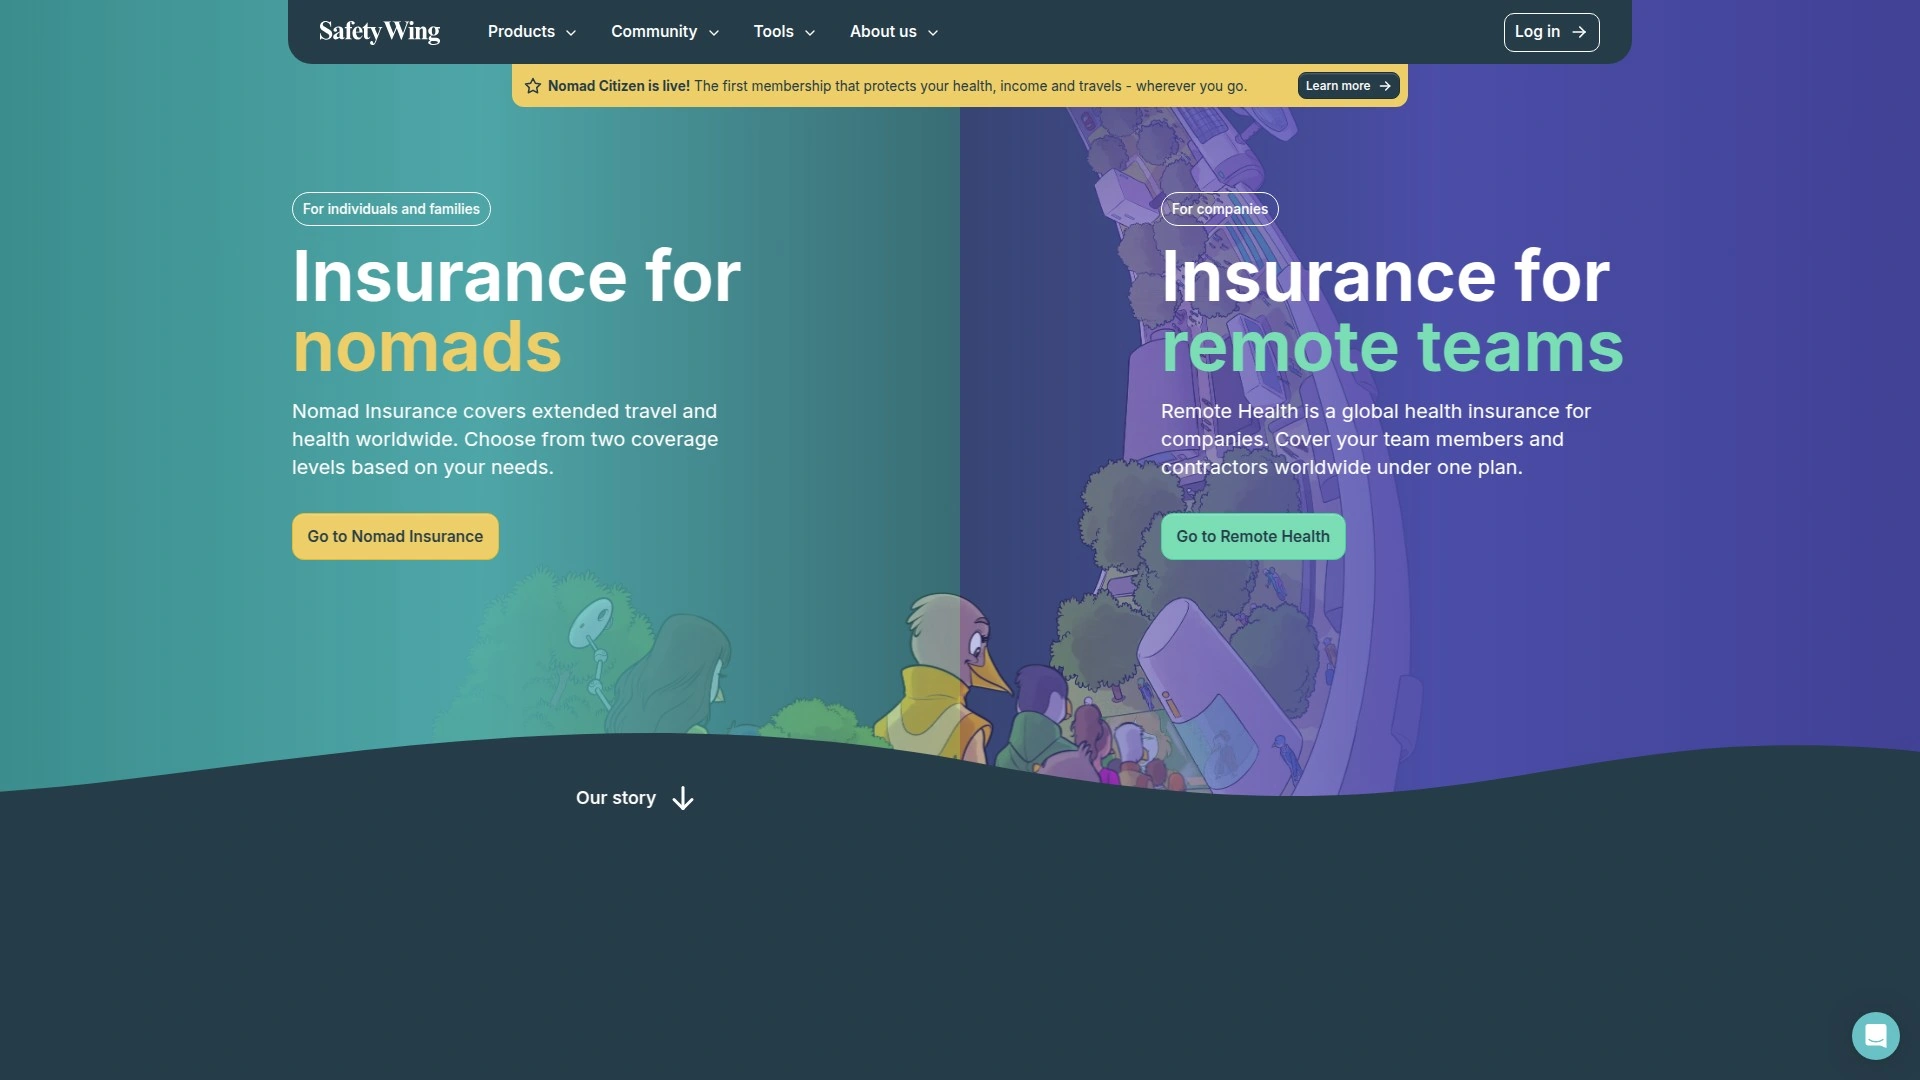 SafetyWing
Products
Community
Tools
About us
Log in
Nomad Citizen is live! The first membership that protects your health, income and travels - wherever you go.
Learn more
For individuals and families
Insurance for
nomads
Nomad Insurance covers extended travel and
health worldwide. Choose from two coverage
levels based on your needs.
Go to Nomad Insurance
For companies
Insurance for
remote teams
Remote Health is a global health insurance for
companies. Cover your team members and
contractors worldwide under one plan.
Go to Remote Health
Our story